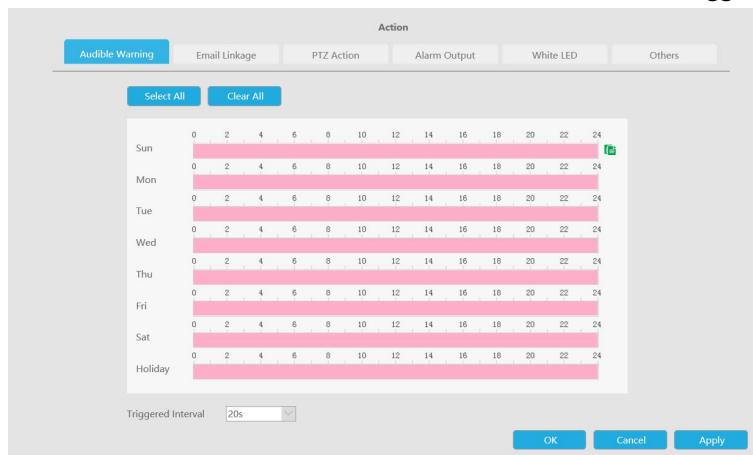 gg
Action
Audible Warning Email Linkage PTZ Action Alarm Output White LED Others
Select All Clear All
0 2 4 6 8 10 12 14 16 18 20 22 24
Sun
0 2 4 6 8 10 12 14 16 18 20 22 24
Mon
0 2 4 6 8 10 12 14 16 18 20 22 24
Tue
0 2 4 6 8 10 12 14 16 18 20 22 24
Wed
0 2 4 6 8 10 12 14 16 18 20 22 24
Thu
0 2 4 6 8 10 12 14 16 18 20 22 24
Fri
0 2 4 6 8 10 12 14 16 18 20 22 24
Sat
0 2 4 6 8 10 12 14 16 18 20 22 24
Holiday
Triggered Interval 20s
OK Cancel Apply